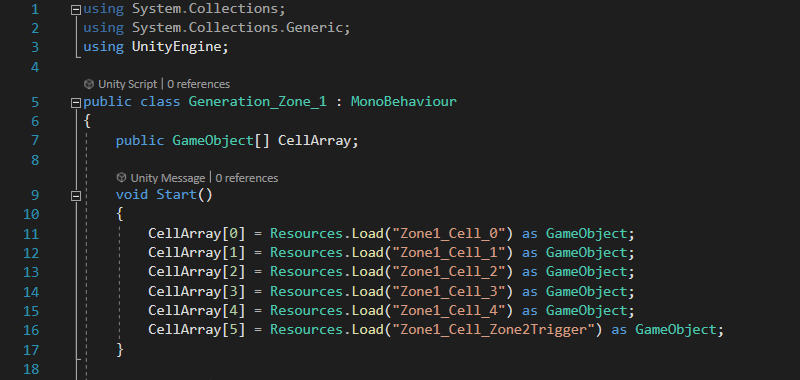 1 using System.Collections;
2 using System.Collections.Generic;
3 using UnityEngine;
4
Unity Script | 0 references
5 public class Generation_Zone_1 : MonoBehaviour
6 {
7 public GameObject[] CellArray;
8
Unity Message | 0 references
9 void Start()
10 {
11 CellArray[0] = Resources.Load("Zone1_Cell_0") as GameObject;
12 CellArray[1] = Resources.Load("Zone1_Cell_1") as GameObject;
13 CellArray[2] = Resources.Load("Zone1_Cell_2") as GameObject;
14 CellArray[3] = Resources.Load("Zone1_Cell_3") as GameObject;
15 CellArray[4] = Resources.Load("Zone1_Cell_4") as GameObject;
16 CellArray[5] = Resources.Load("Zone1_Cell_Zone2Trigger") as GameObject;
17 }
18